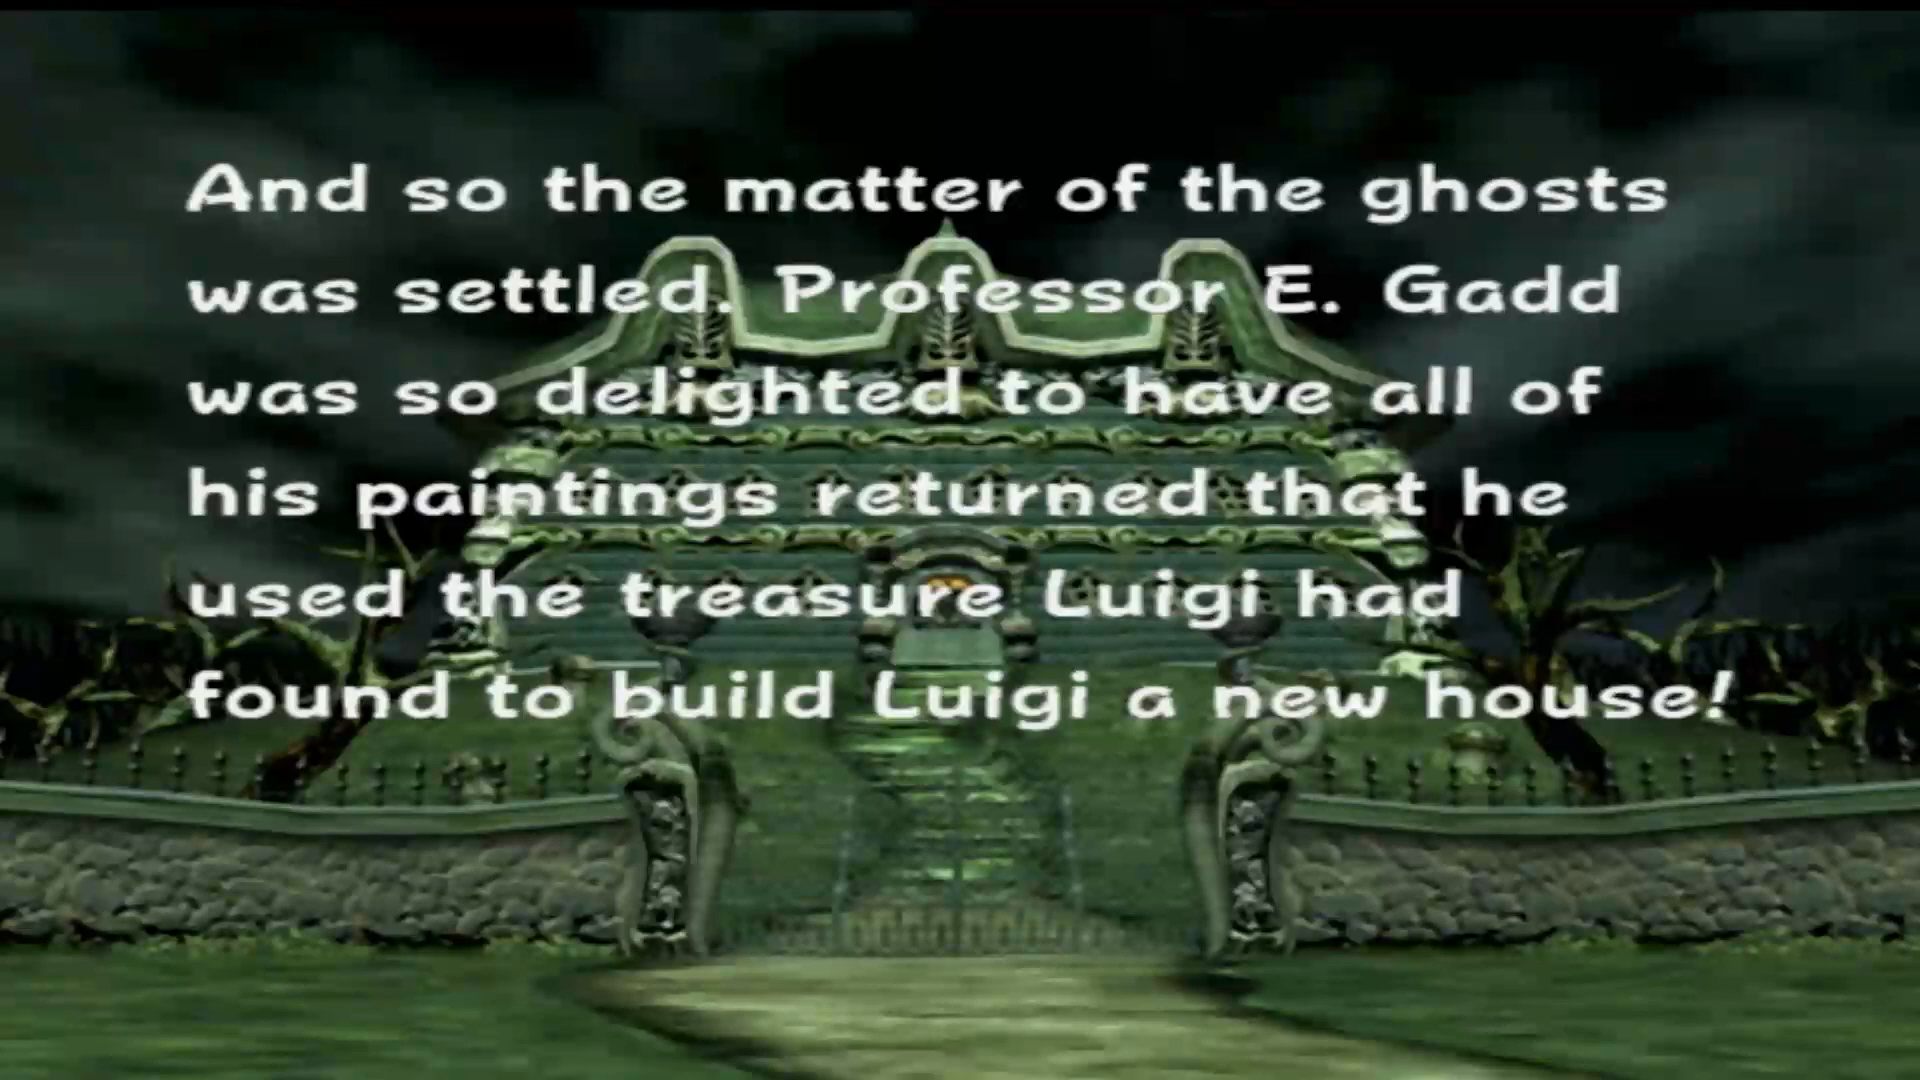 And so the matter of the ghosts
was settled. Professor E. Gadd
was so delighted to have all of
his paintings returned that he
used the treasure Luigi had
found to build Luigi a new house!